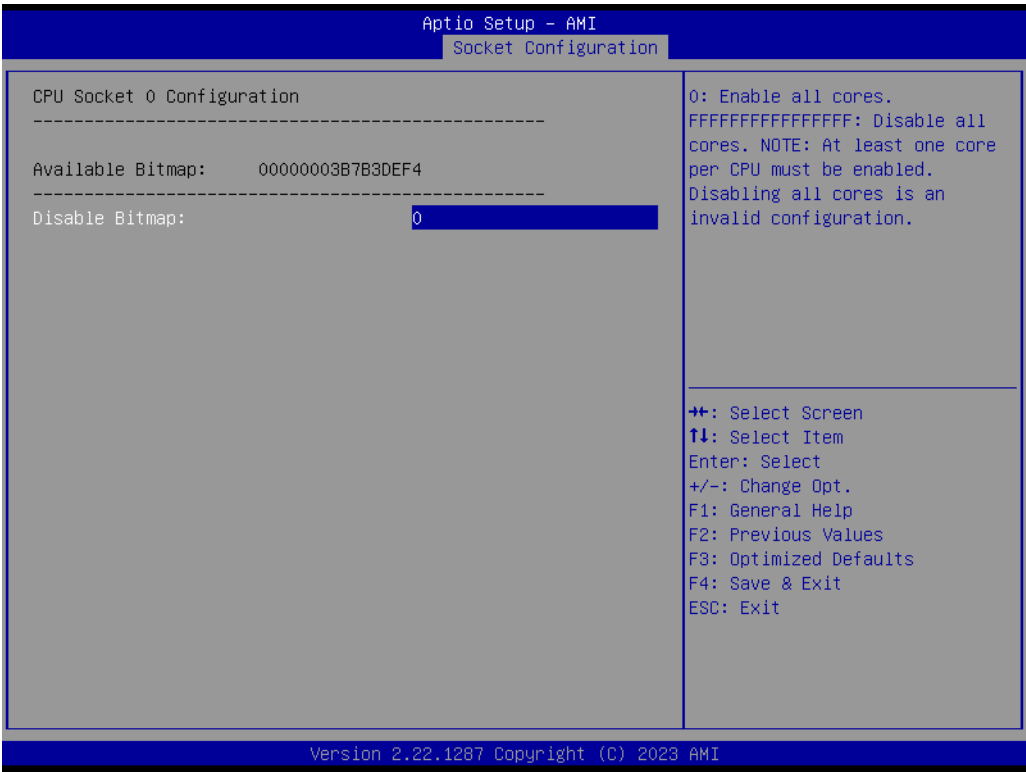 Aptio Setup - AMI
Socket Configuration
CPU Socket 0 Configuration
--------------------------------------------------
Available Bitmap: 00000003B7B3DEF4
--------------------------------------------------
Disable Bitmap: 0
0: Enable all cores.
FFFFFFFFFFFFFFFF: Disable all
cores. NOTE: At least one core
per CPU must be enabled.
Disabling all cores is an
invalid configuration.
→←: Select Screen
↑↓: Select Item
Enter: Select
+/-: Change Opt.
F1: General Help
F2: Previous Values
F3: Optimized Defaults
F4: Save & Exit
ESC: Exit
Version 2.22.1287 Copyright (C) 2023 AMI